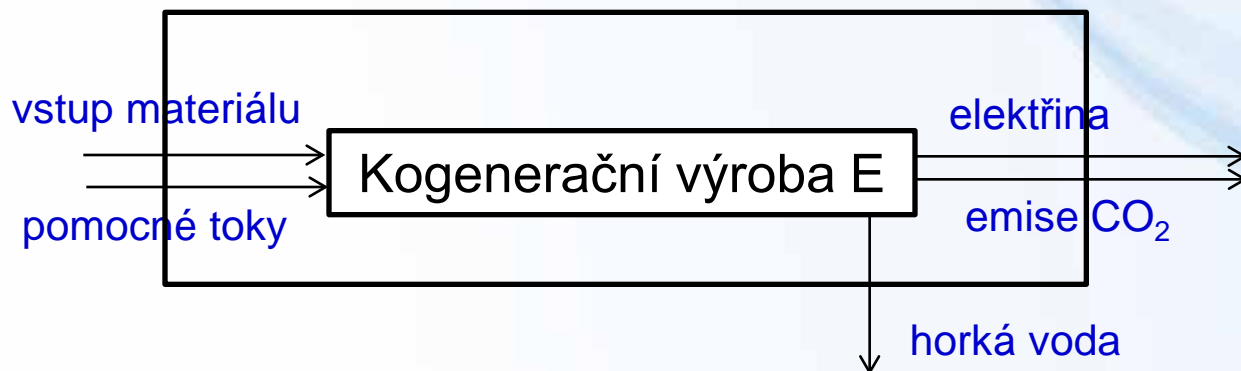 vstup materiálu
elektřina
Kogenerační výroba E
pomocné toky
emise CO₂
horká voda